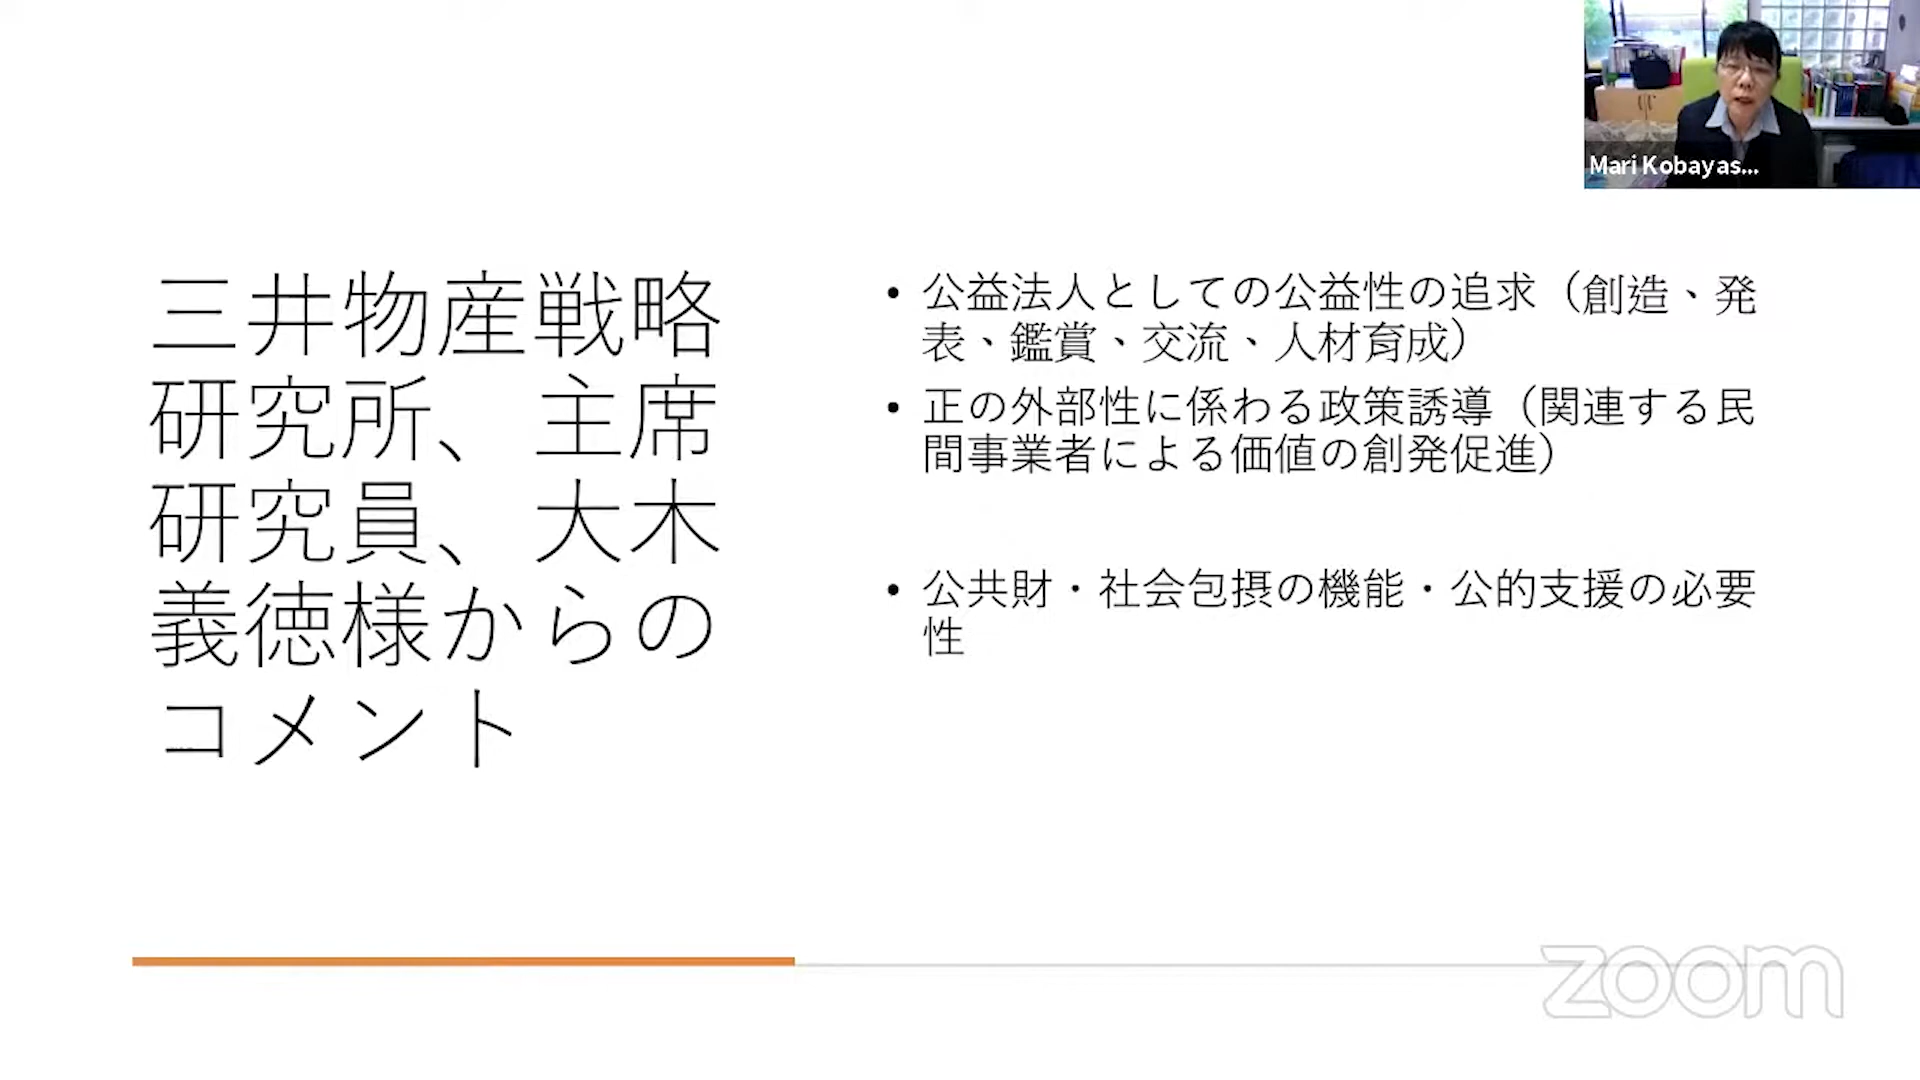 Mari Kobayas...
三井物産戦略
研究所、主席
研究員、大木
義徳様からの
コメント
• 公益法人としての公益性の追求（創造、発
表、鑑賞、交流、人材育成）
• 正の外部性に係わる政策誘導（関連する民
間事業者による価値の創発促進）
• 公共財・社会包摂の機能・公的支援の必要
性
zoom